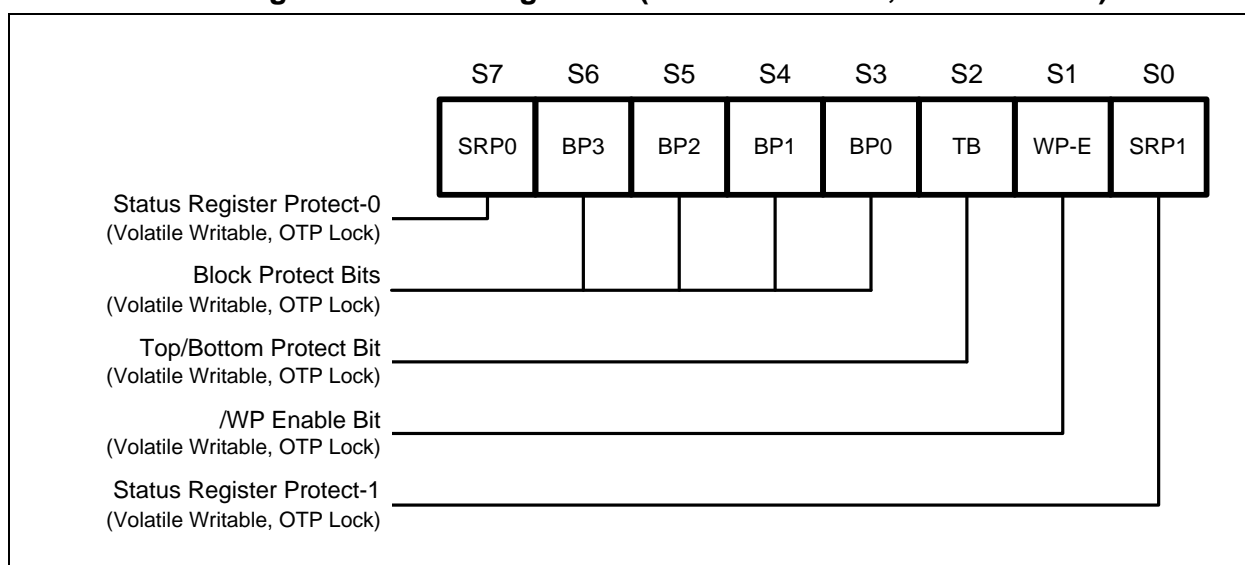 S7 S6 S5 S4 S3 S2 S1 S0
SRP0 BP3 BP2 BP1 BP0 TB WP-E SRP1
Status Register Protect-0
(Volatile Writable, OTP Lock)
Block Protect Bits
(Volatile Writable, OTP Lock)
Top/Bottom Protect Bit
(Volatile Writable, OTP Lock)
/WP Enable Bit
(Volatile Writable, OTP Lock)
Status Register Protect-1
(Volatile Writable, OTP Lock)